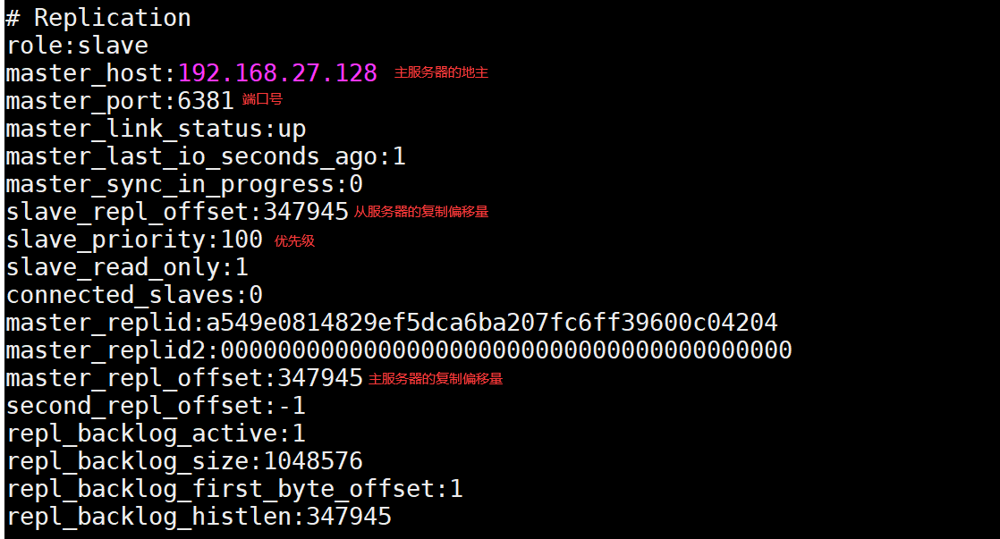 # Replication
role:slave
master_host:192.168.27.128 主服务器的地主
master_port:6381 端口号
master_link_status:up
master_last_io_seconds_ago:1
master_sync_in_progress:0
slave_repl_offset:347945 从服务器的复制偏移量
slave_priority:100 优先级
slave_read_only:1
connected_slaves:0
master_replid:a549e0814829ef5dca6ba207fc6ff39600c04204
master_replid2:0000000000000000000000000000000000000000
master_repl_offset:347945 主服务器的复制偏移量
second_repl_offset:-1
repl_backlog_active:1
repl_backlog_size:1048576
repl_backlog_first_byte_offset:1
repl_backlog_histlen:347945